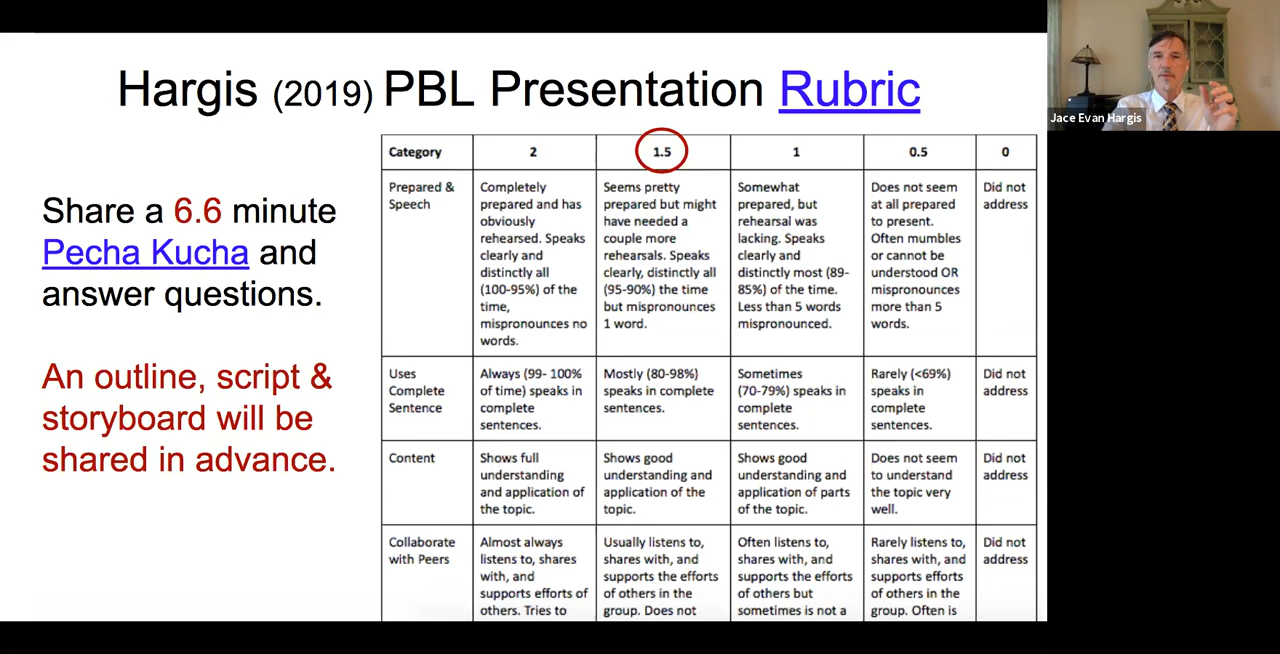 Hargis (2019) PBL Presentation Rubric
Jace Evan Hargis
Share a 6.6 minute
Pecha Kucha and
answer questions.
An outline, script &
storyboard will be
shared in advance.
Category
2
1.5
1
0.5
0
Prepared &
Speech
Completely
prepared and has
obviously
rehearsed. Speaks
clearly and
distinctly all
(100-95%) of the
time,
mispronounces no
words.
Seems pretty
prepared but might
have needed a
couple more
rehearsals. Speaks
clearly, distinctly all
(95-90%) the time
but mispronounces
1 word.
Somewhat
prepared, but
rehearsal was
lacking. Speaks
clearly and
distinctly most (89-
85%) of the time.
Less than 5 words
mispronounced.
Does not seem
at all prepared
to present.
Often mumbles
or cannot be
understood OR
mispronounces
more than 5
words.
Did not
address
Uses
Complete
Sentence
Always (99- 100%
of time) speaks in
complete
sentences.
Mostly (80-98%)
speaks in complete
sentences.
Sometimes
(70-79%) speaks in
complete
sentences.
Rarely (<69%)
speaks in
complete
sentences.
Did not
address
Content
Shows full
understanding
and application of
the topic.
Shows good
understanding and
application of the
topic.
Shows good
understanding and
application of parts
of the topic.
Does not seem
to understand
the topic very
well.
Did not
address
Collaborate
with Peers
Almost always
listens to, shares
with, and
supports efforts of
others. Tries to
Usually listens to,
shares with, and
supports the efforts
of others in the
group. Does not
Often listens to,
shares with, and
supports the efforts
of others but
sometimes is not a
Rarely listens to,
shares with, and
supports efforts
of others in the
group. Often is
Did not
address